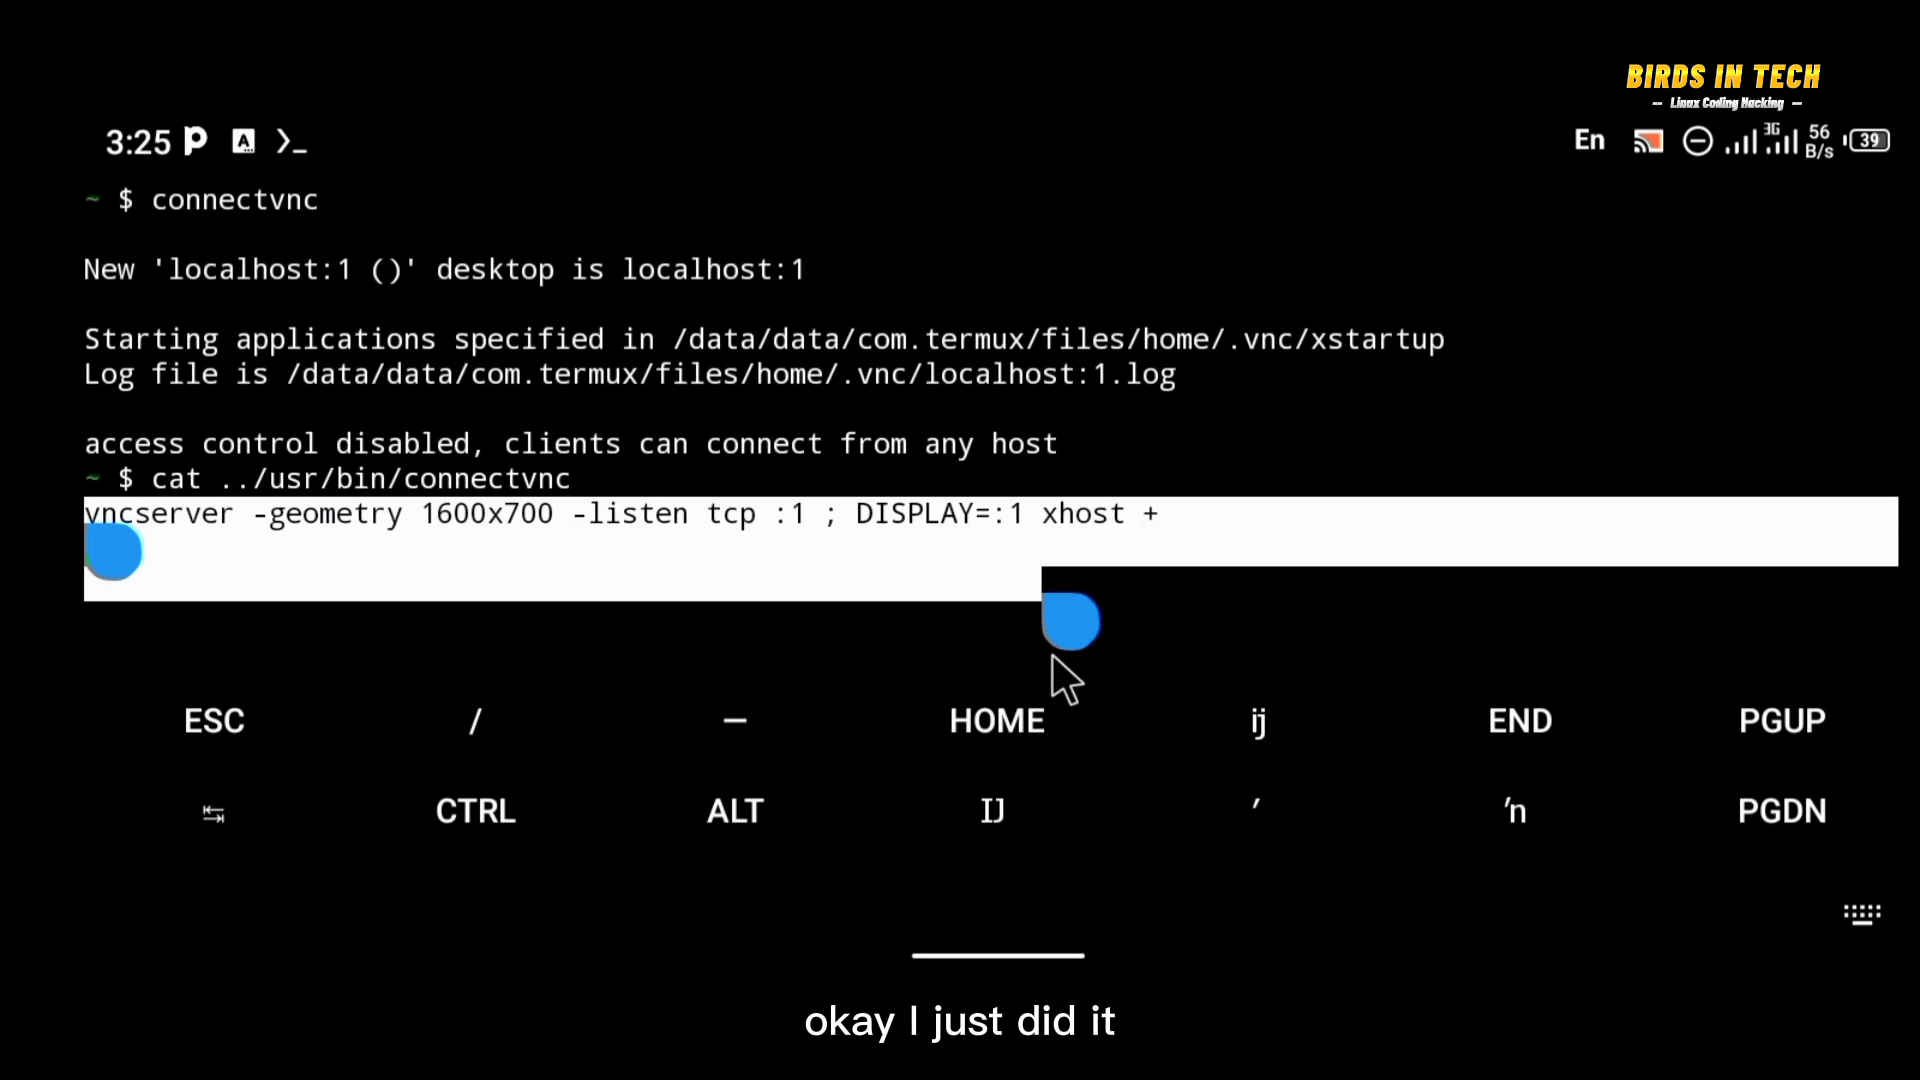 BIRDS IN TECH
-- Linux Coding Hacking --
3:25
En
3G
56
B/s
39
~ $ connectvnc
New 'localhost:1 ()' desktop is localhost:1
Starting applications specified in /data/data/com.termux/files/home/.vnc/xstartup
Log file is /data/data/com.termux/files/home/.vnc/localhost:1.log
access control disabled, clients can connect from any host
~ $ cat ../usr/bin/connectvnc
vncserver -geometry 1600x700 -listen tcp :1 ; DISPLAY=:1 xhost +
ESC / — HOME ĳ END PGUP
↹ CTRL ALT Ĳ ′ ŉ PGDN
okay I just did it